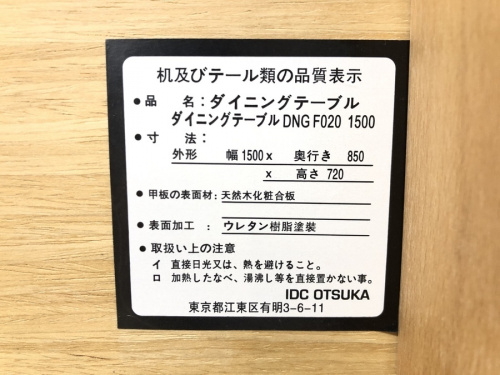 机及びテール類の品質表示
●品 名：ダイニングテーブル
ダイニングテーブル DNG F020 1500
●寸 法：
外形 幅1500 x 奥行き 850
x 高さ 720
●甲板の表面材：天然木化粧合板
●表面加工：ウレタン樹脂塗装
●取扱い上の注意
イ 直接日光又は、熱を避けること。
ロ 加熱したなべ、湯沸し等を直接置かない事。
IDC OTSUKA
東京都江東区有明3-6-11